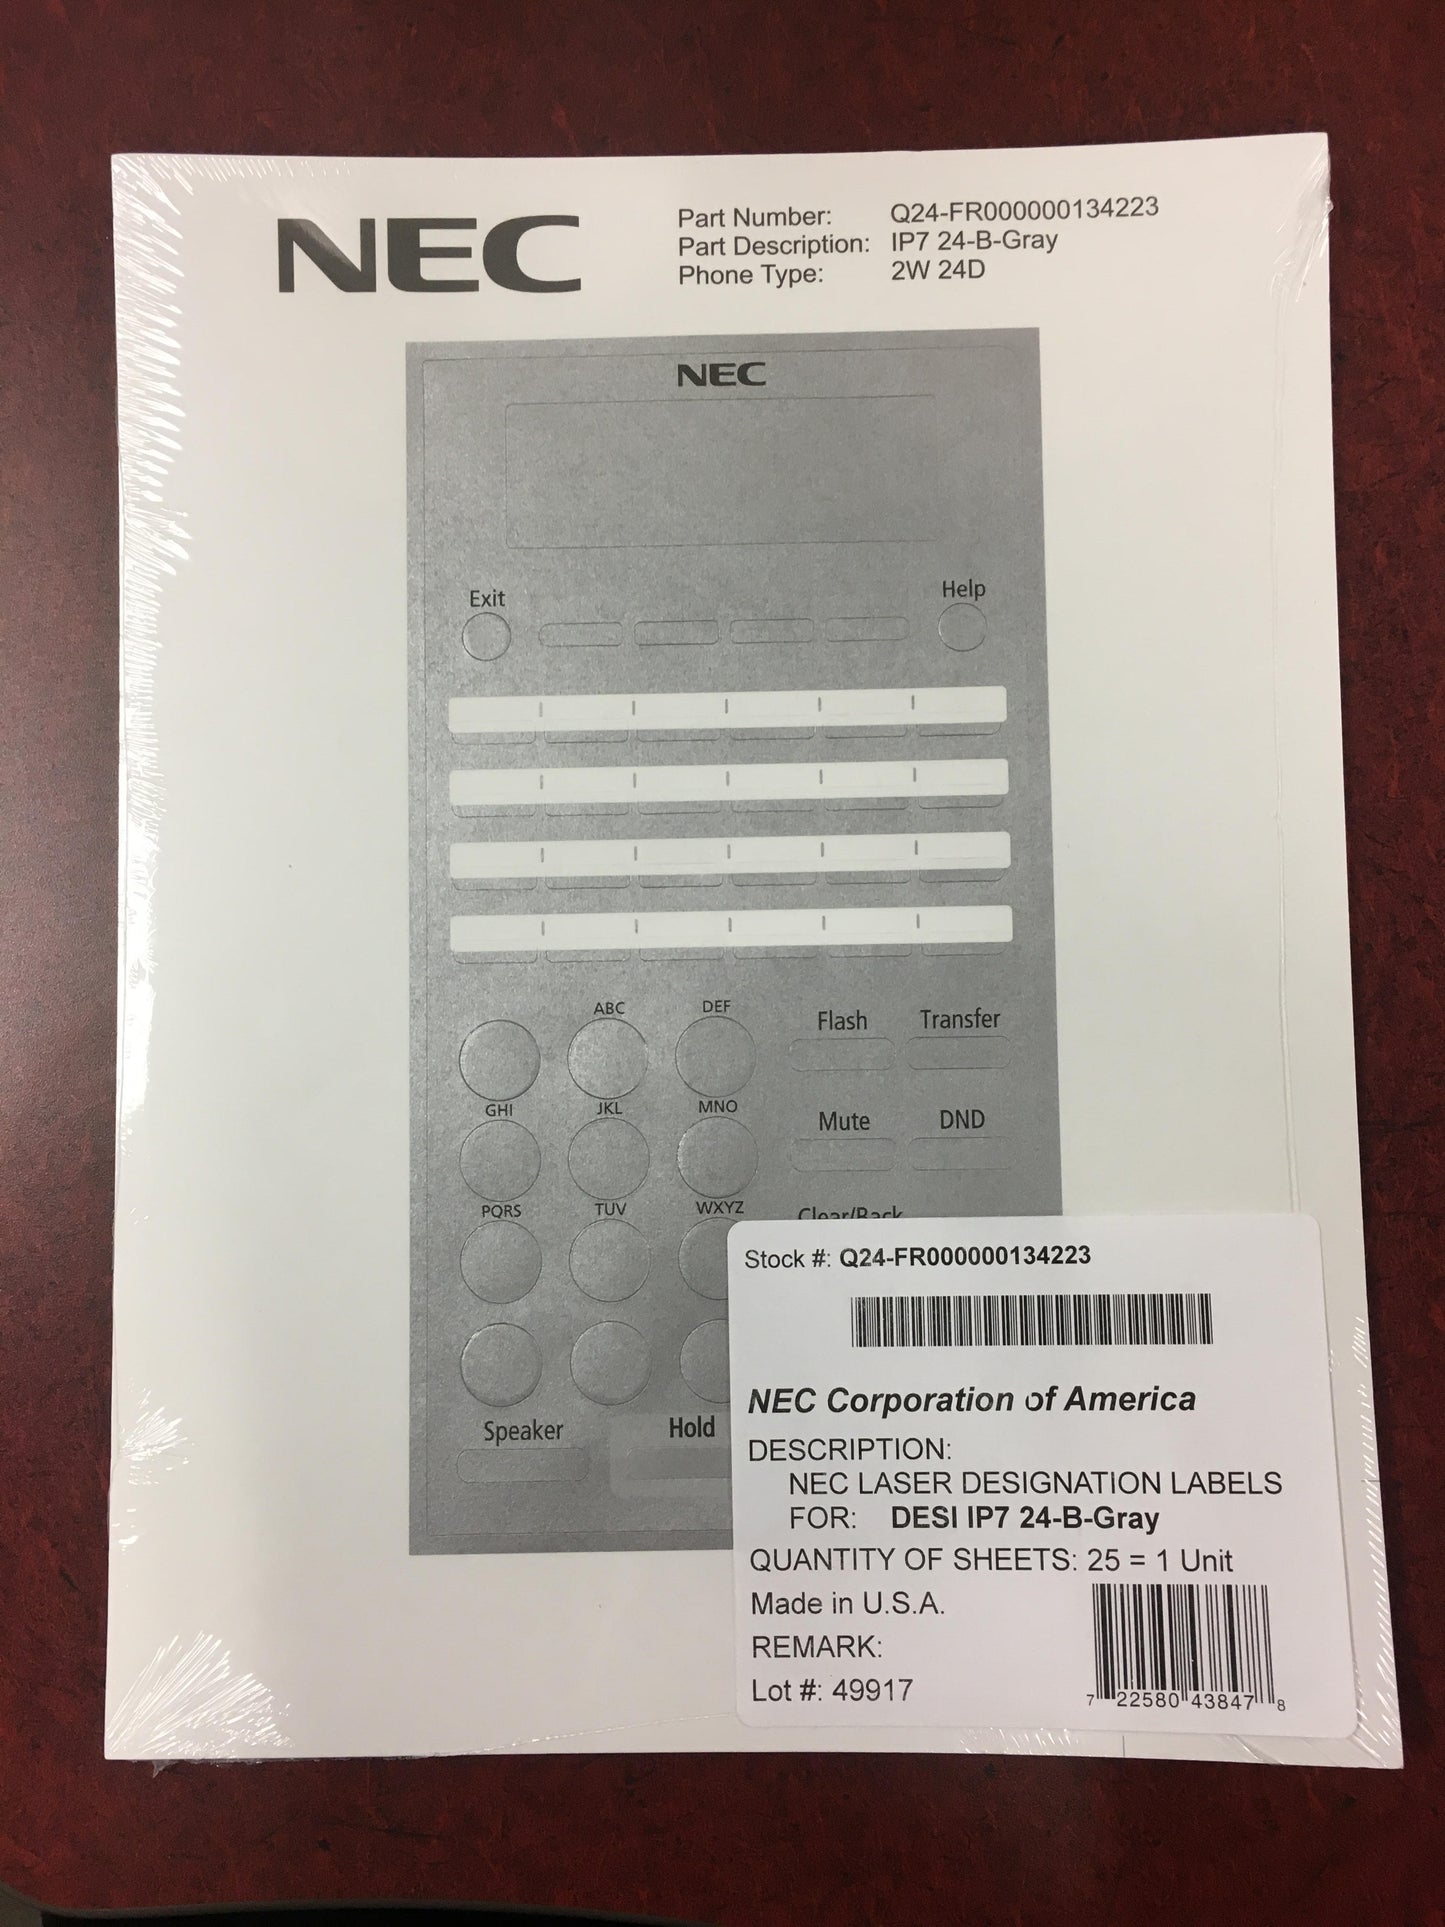 NEC
Part Number: Q24-FR000000134223
Part Description: IP7 24-B-Gray
Phone Type: 2W 24D
NEC
Exit Help
ABC DEF
Flash Transfer
GHI JKL MNO
Mute DND
PQRS TUV WXYZ
Clear/Back
Speaker Hold
Stock #: Q24-FR000000134223
NEC Corporation of America
DESCRIPTION:
NEC LASER DESIGNATION LABELS
FOR: DESI IP7 24-B-Gray
QUANTITY OF SHEETS: 25 = 1 Unit
Made in U.S.A.
REMARK:
Lot #: 49917
7 22580 43847 8